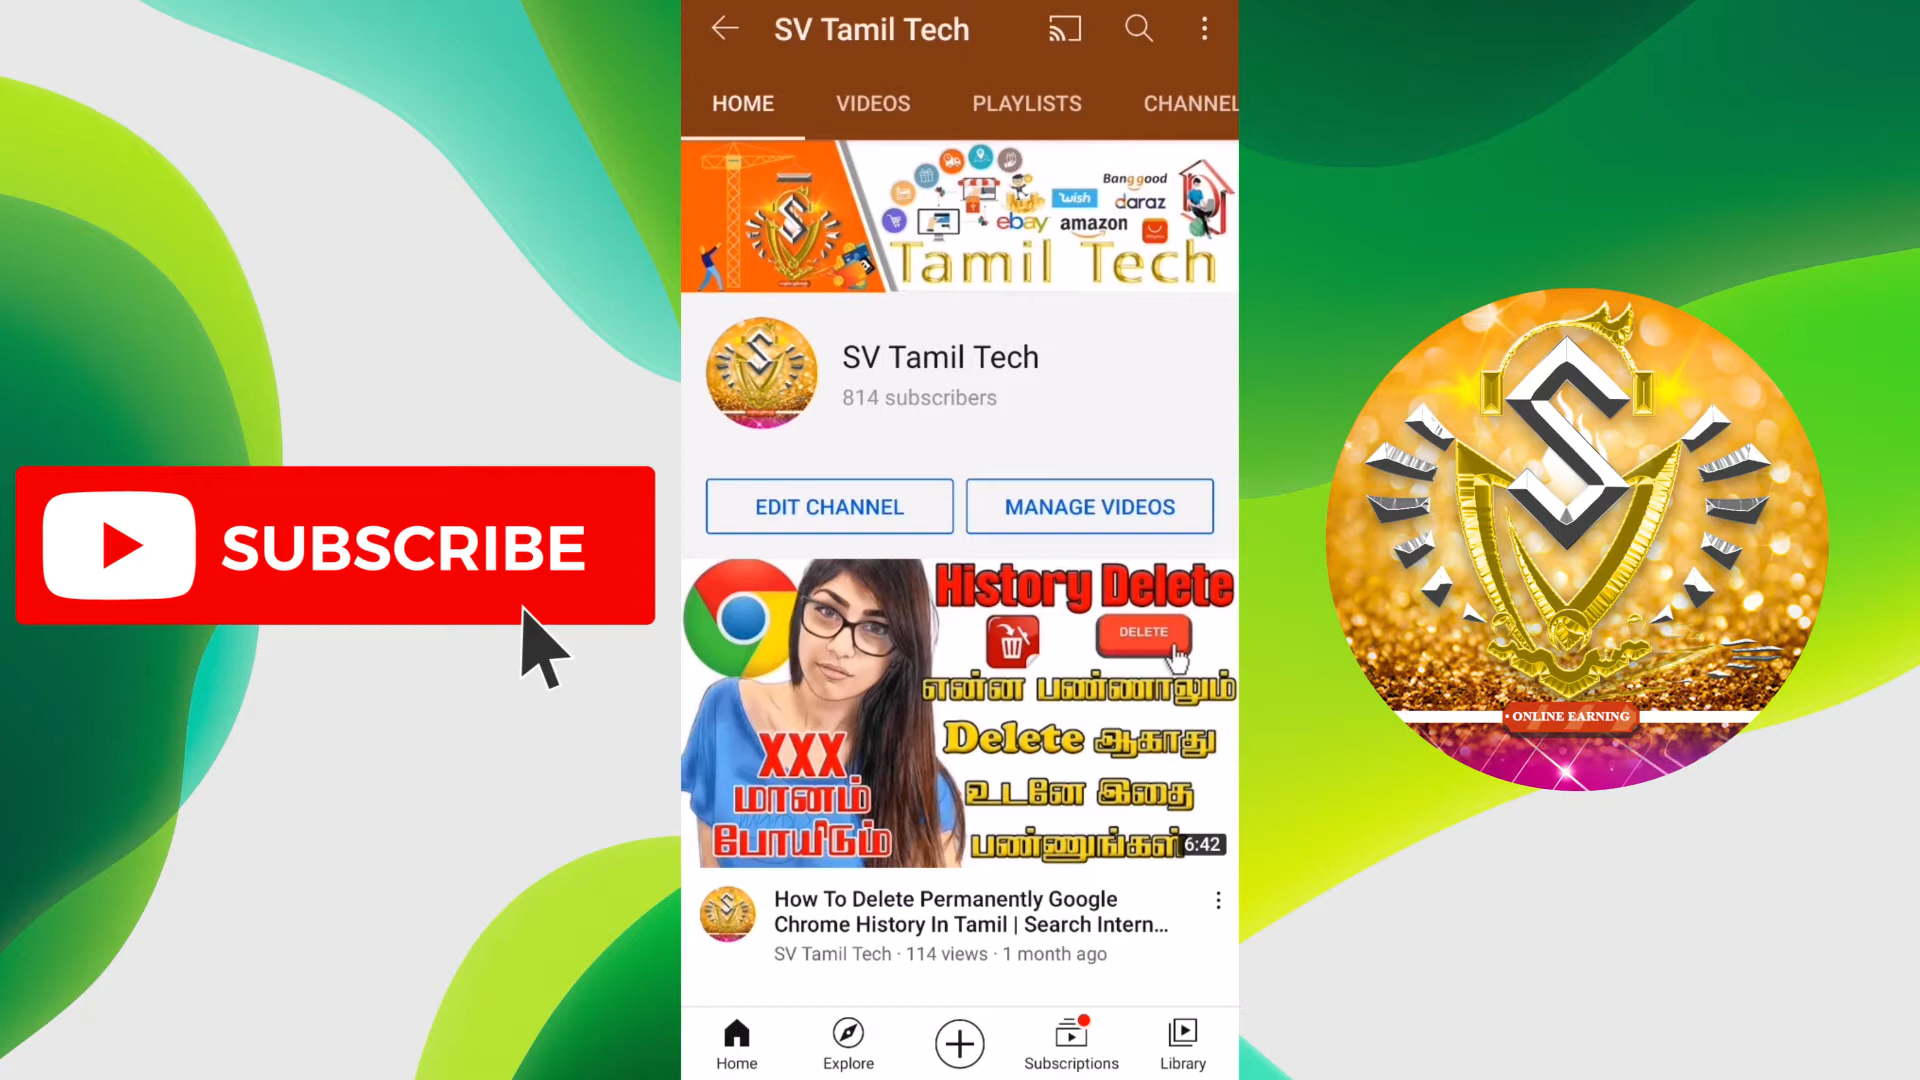 SV Tamil Tech
HOME VIDEOS PLAYLISTS CHANNEL
Banggood
wish daraz
ebay amazon
Tamil Tech
SV Tamil Tech
814 subscribers
EDIT CHANNEL MANAGE VIDEOS
SUBSCRIBE
History Delete
DELETE
என்ன பண்ணாலும்
Delete ஆகாது
உடனே இதை
பண்ணுங்கள்
XXX
மானம்
போயிடும்
6:42
How To Delete Permanently Google
Chrome History In Tamil | Search Intern...
SV Tamil Tech · 114 views · 1 month ago
Home Explore Subscriptions Library
S
V
• ONLINE EARNING